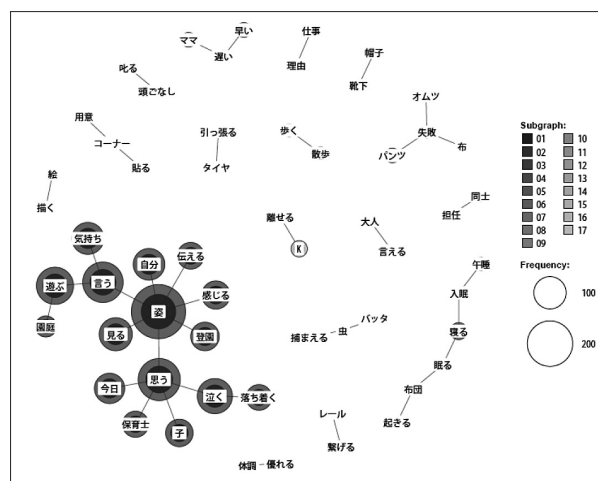 早い
ママ
遅い
仕事
理由
帽子
靴下
叱る
頭ごなし
オムツ
失敗
パンツ
布
用意
コーナー
貼る
引っ張る
タイヤ
歩く
散歩
絵
描く
離せる
K
大人
言える
同士
担任
午睡
入眠
寝る
眠る
布団
起きる
バッタ
虫
捕まえる
気持ち
遊ぶ
言う
園庭
自分
伝える
感じる
姿
見る
登園
思う
今日
保育士
子
泣く
落ち着く
レール
繋げる
体調
優れる
Subgraph:
01 10
02 11
03 12
04 13
05 14
06 15
07 16
08 17
09
Frequency:
100
200